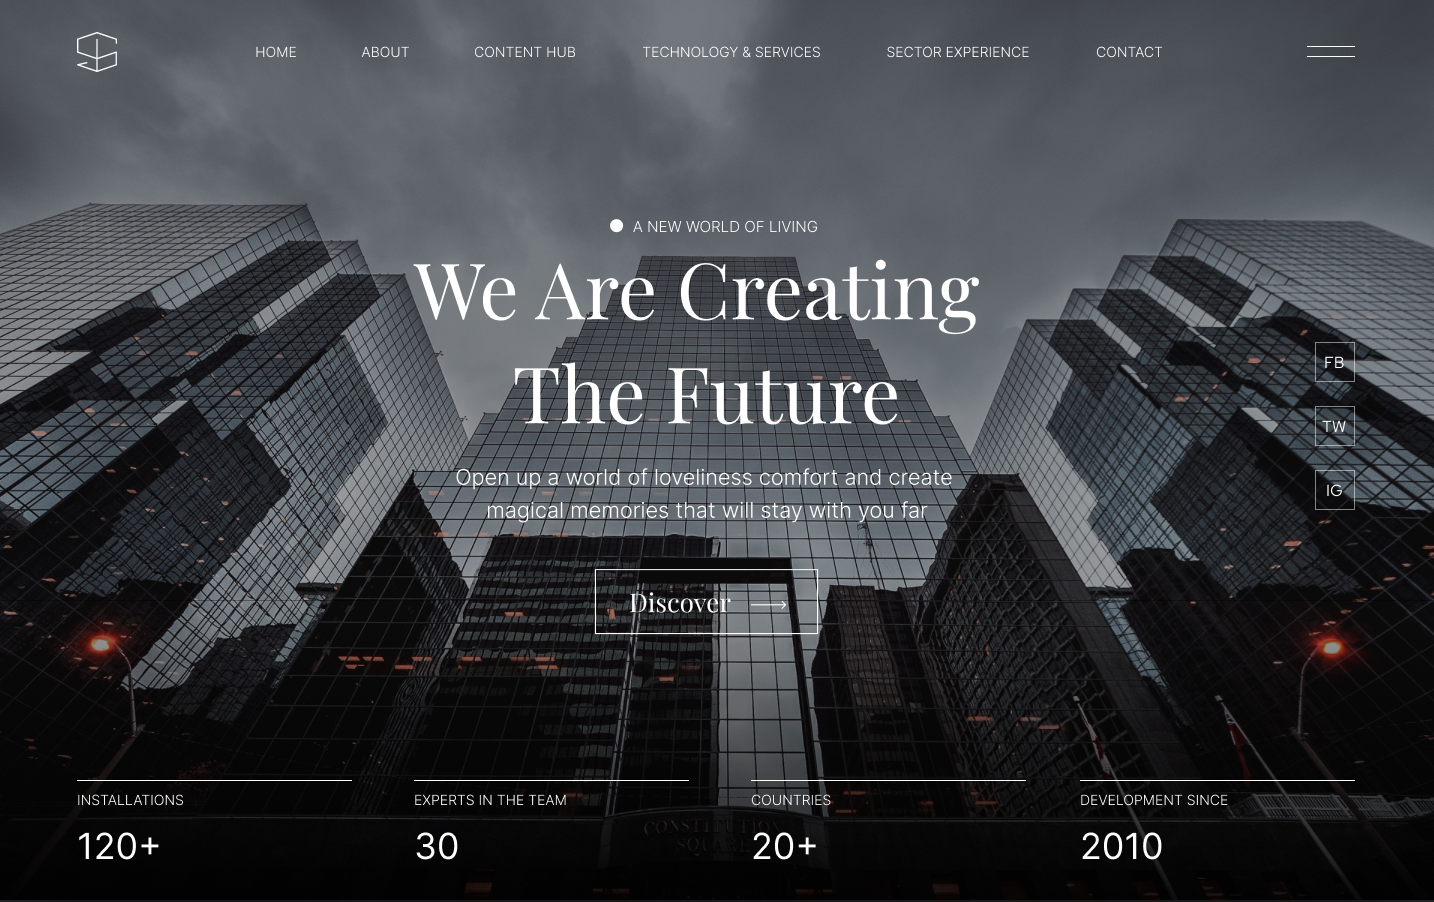 HOME
ABOUT
CONTENT HUB
TECHNOLOGY & SERVICES
SECTOR EXPERIENCE
CONTACT
A NEW WORLD OF LIVING
We Are Creating
The Future
Open up a world of loveliness comfort and create
magical memories that will stay with you far
Discover
FB
TW
IG
INSTALLATIONS
120+
EXPERTS IN THE TEAM
30
COUNTRIES
20+
DEVELOPMENT SINCE
2010
CONSTITUTION
SQUARE